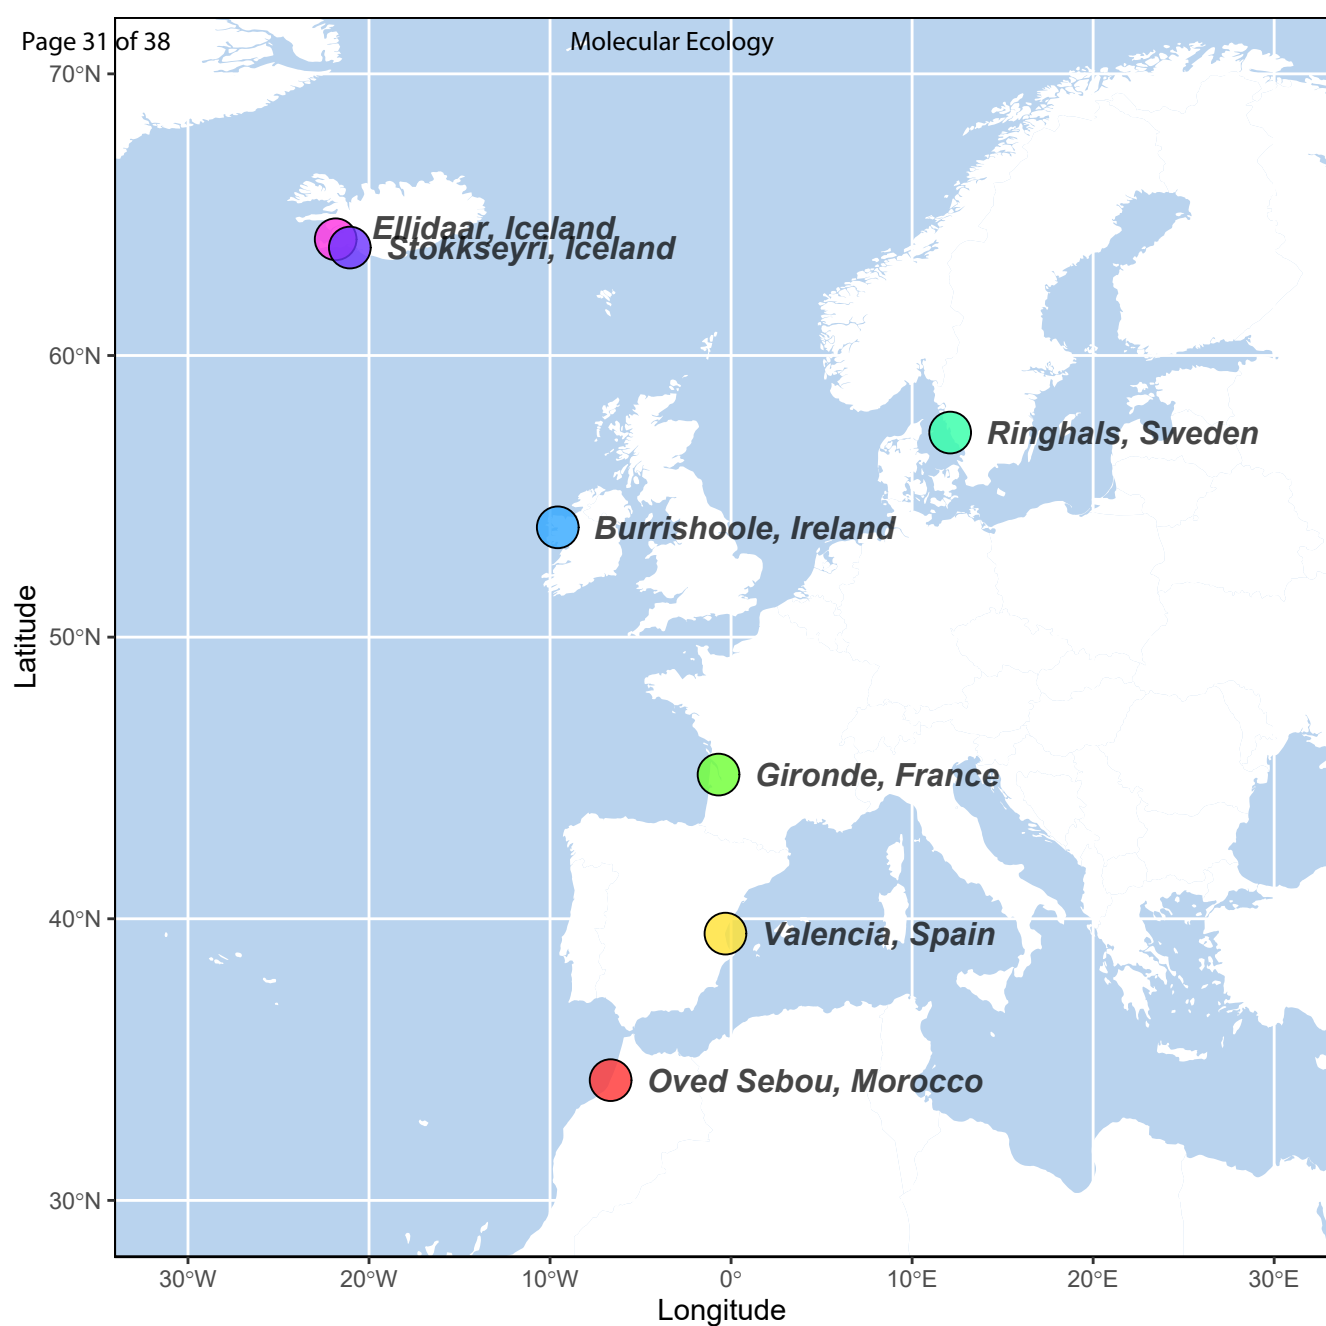 Page 31 of 38
Molecular Ecology
70°N
Ellidaar, Iceland
Stokkseyri, Iceland
60°N
Ringhals, Sweden
Burrishoole, Ireland
Latitude
50°N
Gironde, France
40°N
Valencia, Spain
Oved Sebou, Morocco
30°N
30°W 20°W 10°W 0° 10°E 20°E 30°E
Longitude